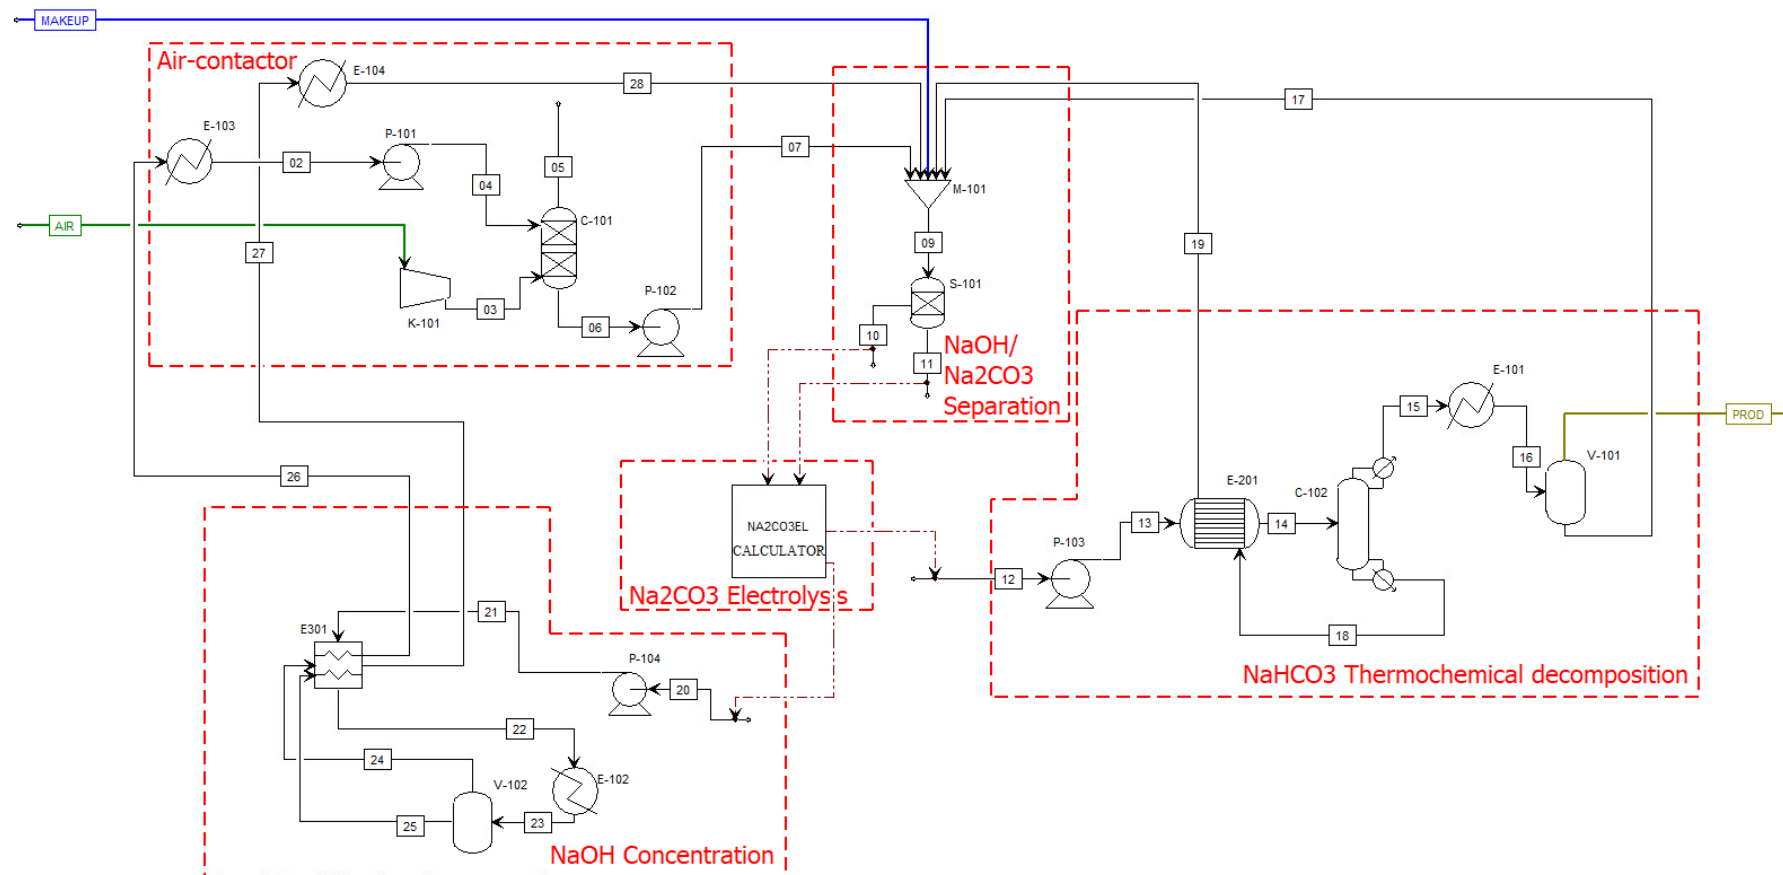 MAKEUP
Air-contactor
E-104
28
17
E-103
P-101
02
07
05
04
M-101
AIR
C-101
27
09
19
S-101
P-102
03
K-101
06
10
11
NaOH/
Na2CO3
Separation
E-101
15
PROD
16
V-101
26
E-201
C-102
NA2CO3EL
CALCULATOR
13
14
P-103
12
Na2CO3 Electrolysis
21
E301
18
P-104
20
NaHCO3 Thermochemical decomposition
22
24
V-102
E-102
25
23
NaOH Concentration